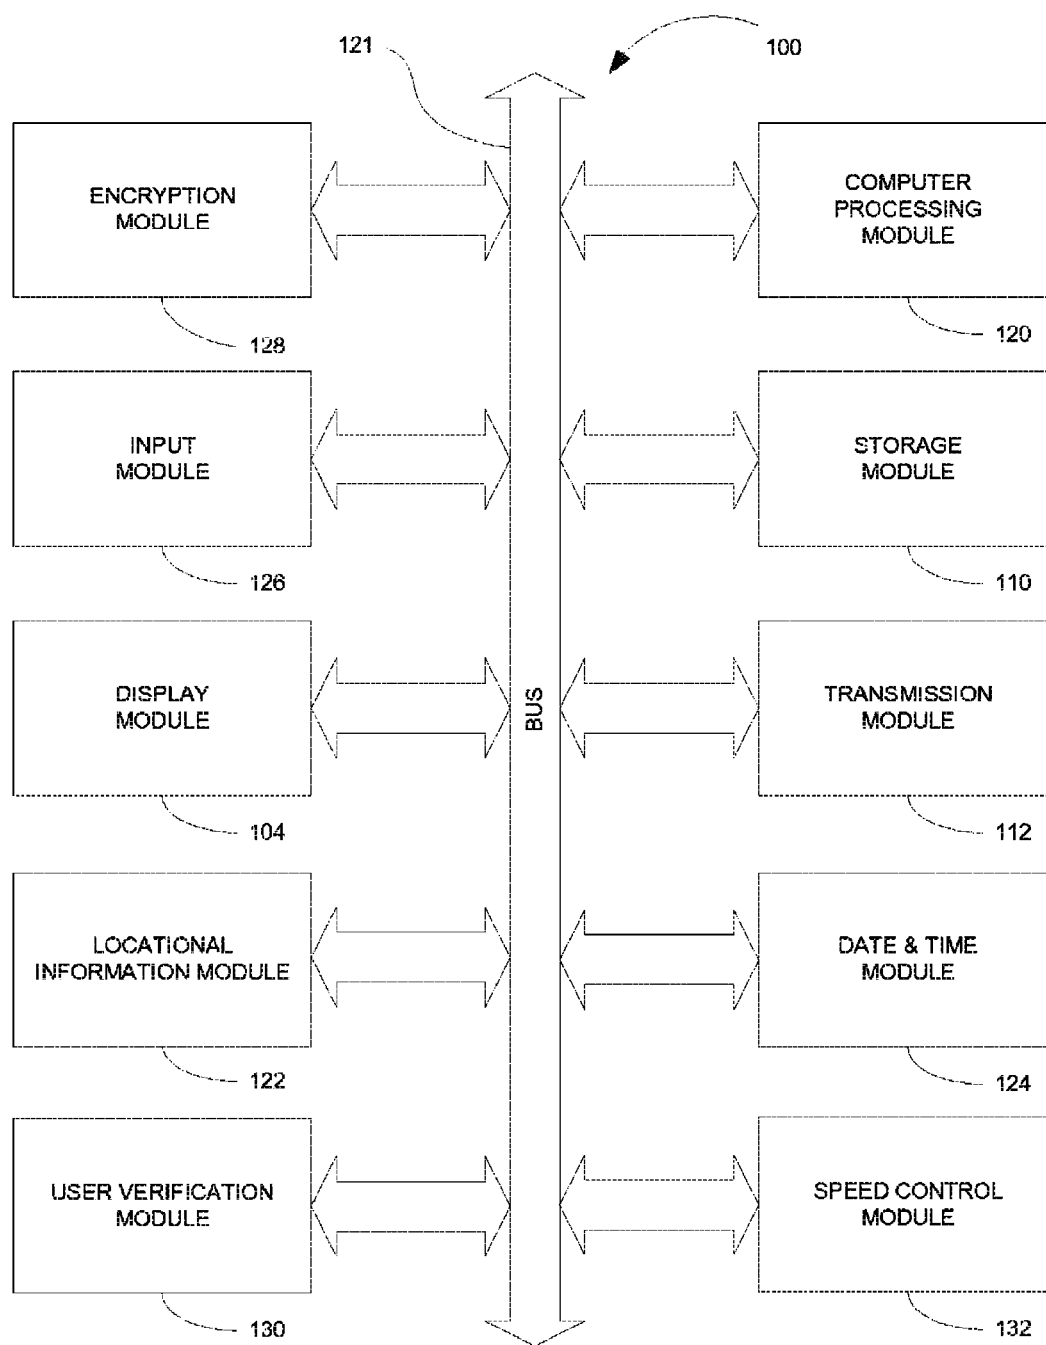 121
100
ENCRYPTION
MODULE
128
COMPUTER
PROCESSING
MODULE
120
INPUT
MODULE
126
STORAGE
MODULE
110
DISPLAY
MODULE
104
BUS
TRANSMISSION
MODULE
112
LOCATIONAL
INFORMATION MODULE
122
DATE & TIME
MODULE
124
USER VERIFICATION
MODULE
130
SPEED CONTROL
MODULE
132